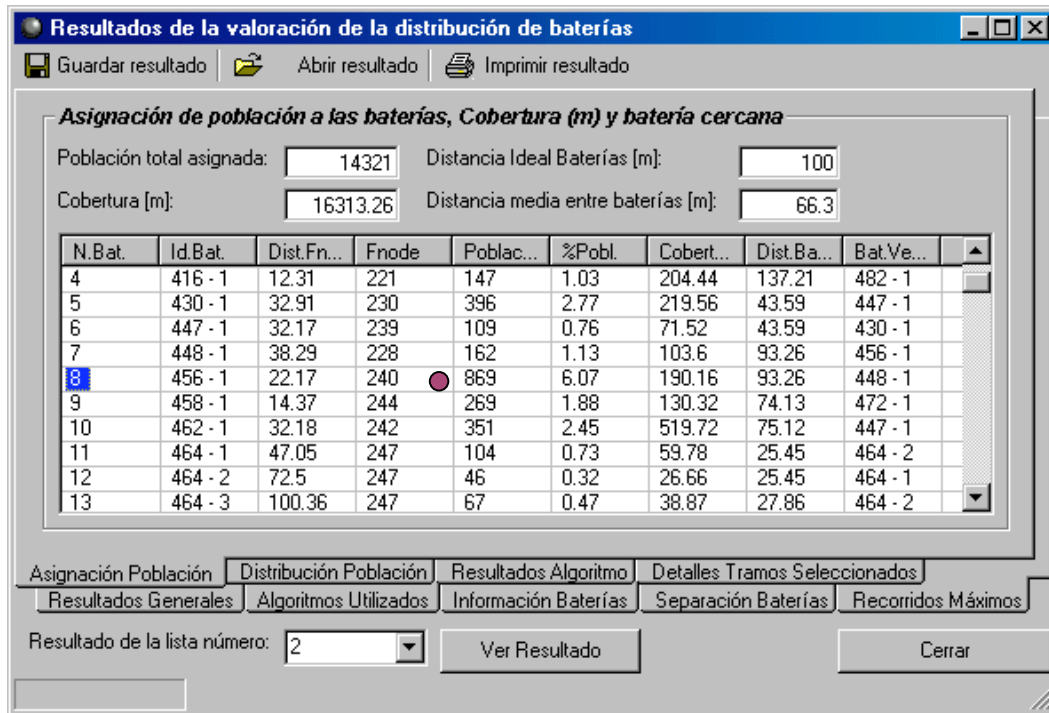 Resultados de la valoración de la distribución de baterías
Guardar resultado Abrir resultado Imprimir resultado
Asignación de población a las baterías, Cobertura (m) y batería cercana
Población total asignada: 14321 Distancia Ideal Baterías [m]: 100
Cobertura [m]: 16313.26 Distancia media entre baterías [m]: 66.3
N.Bat. Id.Bat. Dist.Fn... Fnode Poblac... %Pobl. Cobert... Dist.Ba... Bat.Ve...
4 416 - 1 12.31 221 147 1.03 204.44 137.21 482 - 1
5 430 - 1 32.91 230 396 2.77 219.56 43.59 447 - 1
6 447 - 1 32.17 239 109 0.76 71.52 43.59 430 - 1
7 448 - 1 38.29 228 162 1.13 103.6 93.26 456 - 1
8 456 - 1 22.17 240 869 6.07 190.16 93.26 448 - 1
9 458 - 1 14.37 244 269 1.88 130.32 74.13 472 - 1
10 462 - 1 32.18 242 351 2.45 519.72 75.12 447 - 1
11 464 - 1 47.05 247 104 0.73 59.78 25.45 464 - 2
12 464 - 2 72.5 247 46 0.32 26.66 25.45 464 - 1
13 464 - 3 100.36 247 67 0.47 38.87 27.86 464 - 2
Asignación Población Distribución Población Resultados Algoritmo Detalles Tramos Seleccionados
Resultados Generales Algoritmos Utilizados Información Baterías Separación Baterías Recorridos Máximos
Resultado de la lista número: 2 Ver Resultado Cerrar